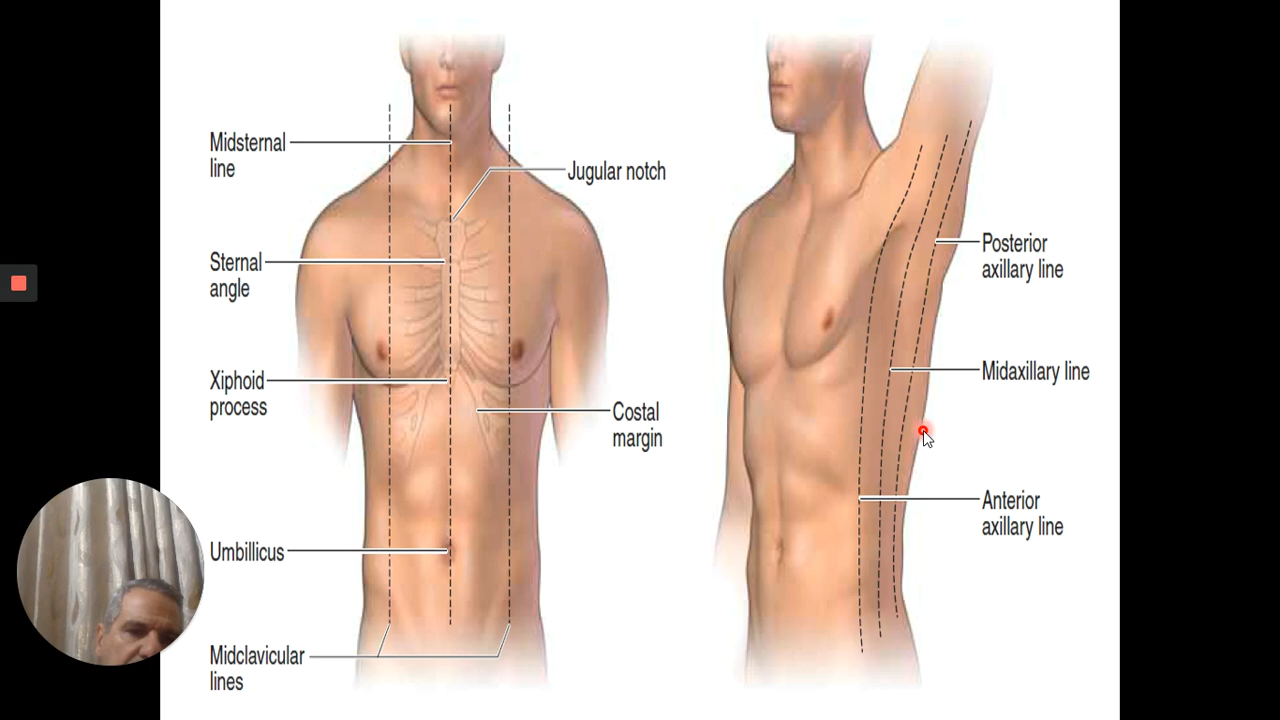 Midsternal
line
Jugular notch
Sternal
angle
Xiphoid
process
Costal
margin
Umbillicus
Midclavicular
lines
Posterior
axillary line
Midaxillary line
Anterior
axillary line